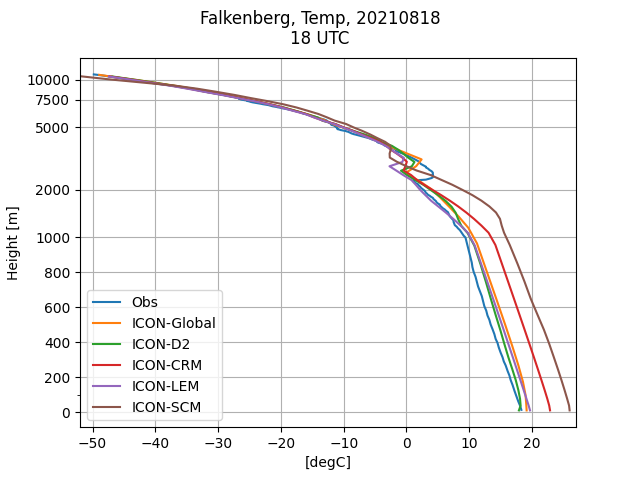 Falkenberg, Temp, 20210818
18 UTC
10000
7500
5000
2000
1000
800
600
400
200
0
Height [m]
Obs
ICON-Global
ICON-D2
ICON-CRM
ICON-LEM
ICON-SCM
−50 −40 −30 −20 −10 0 10 20
[degC]